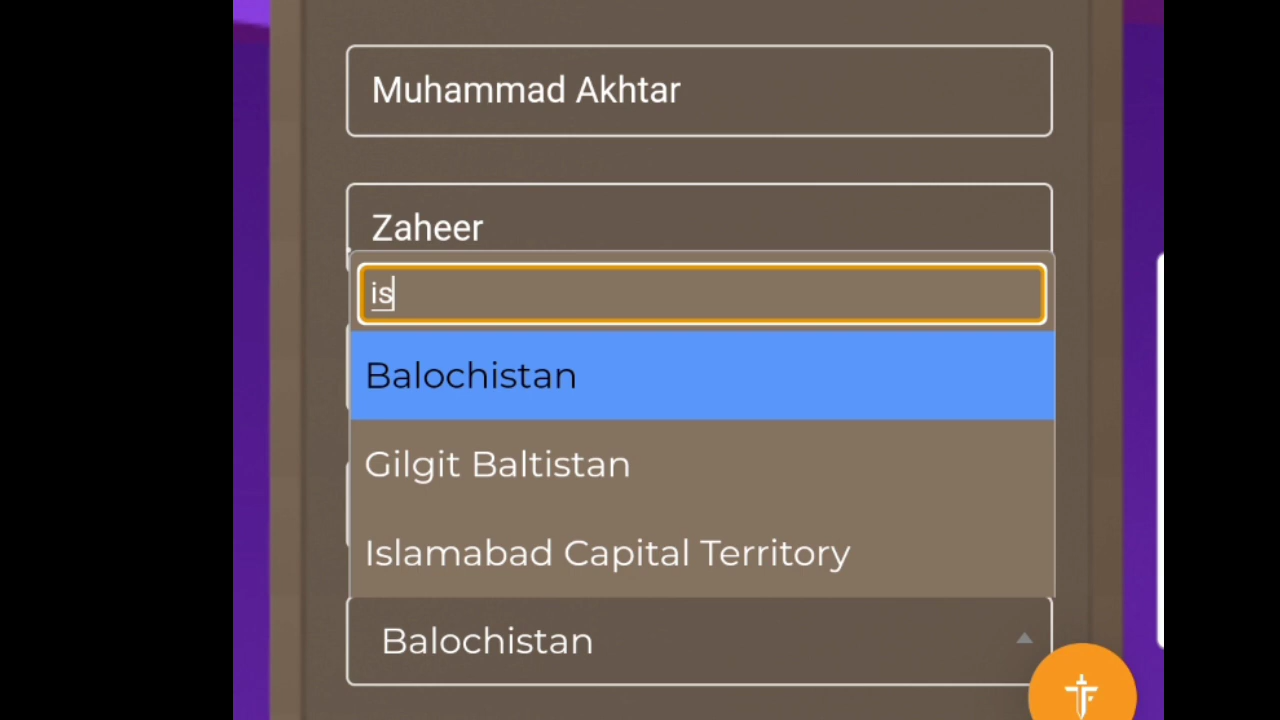 Muhammad Akhtar
Zaheer
is
Balochistan
Gilgit Baltistan
Islamabad Capital Territory
Balochistan